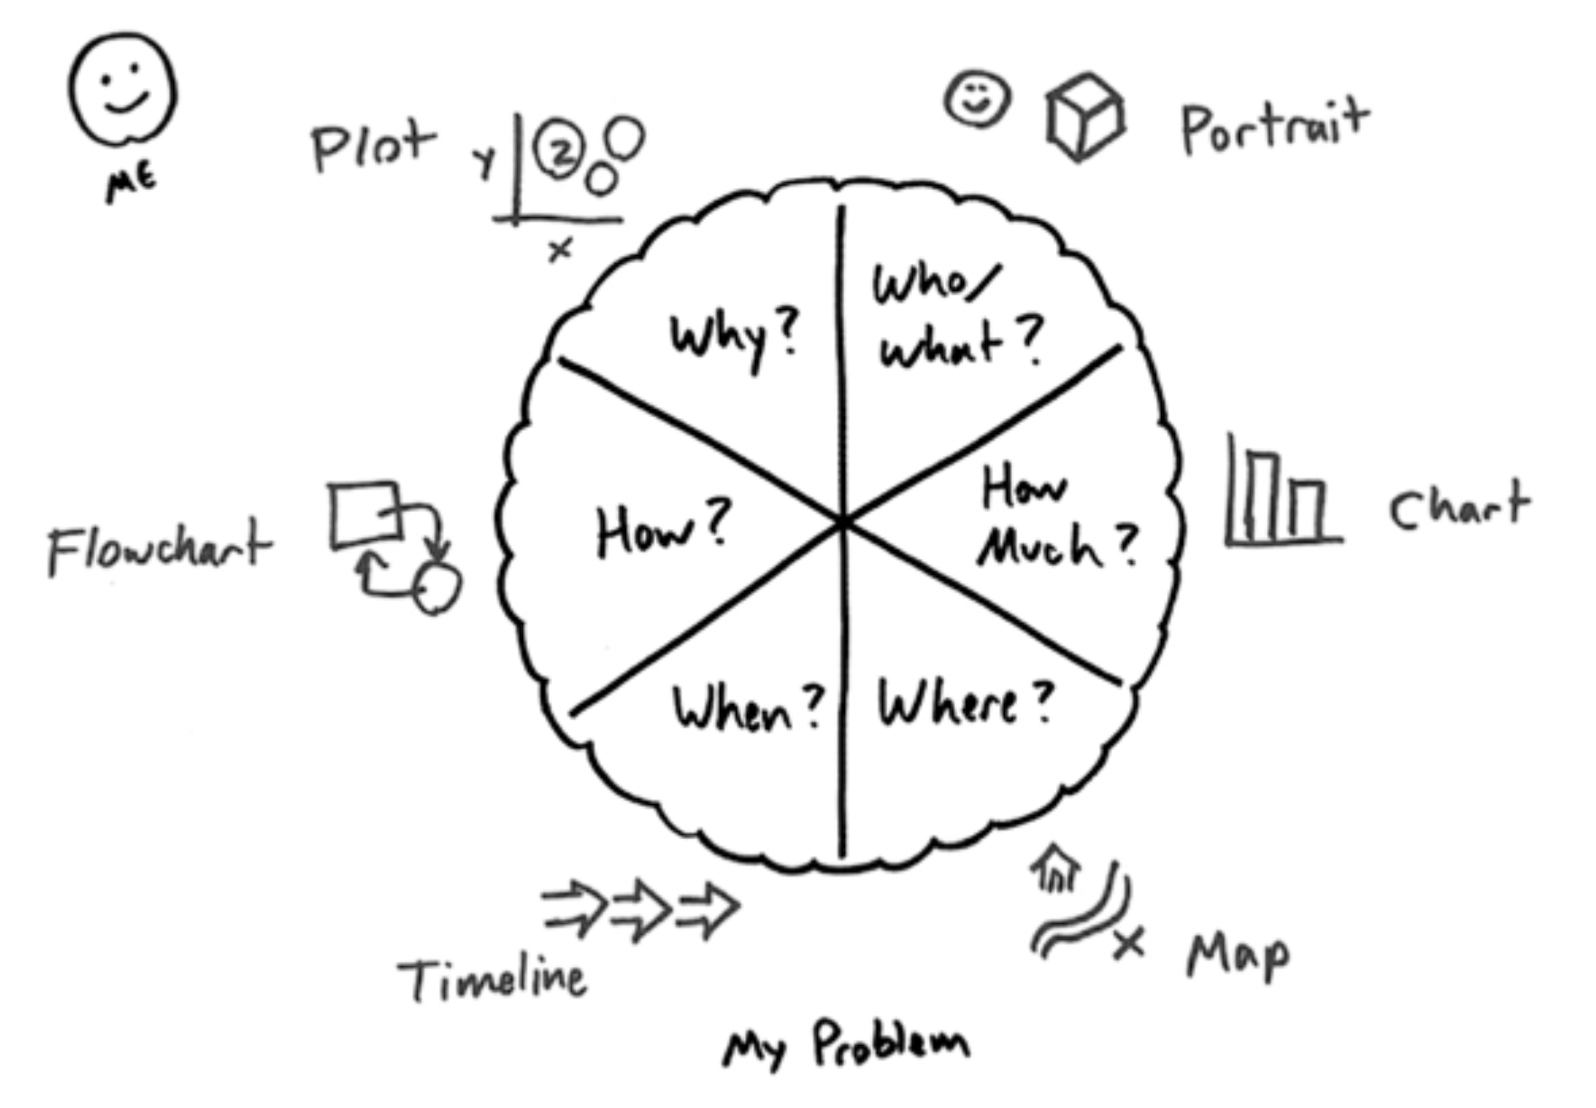 ME
Plot
Y
2
X
Portrait
Why?
Who/
what?
How?
How
Much?
Flowchart
Chart
When?
Where?
Timeline
Map
My Problem